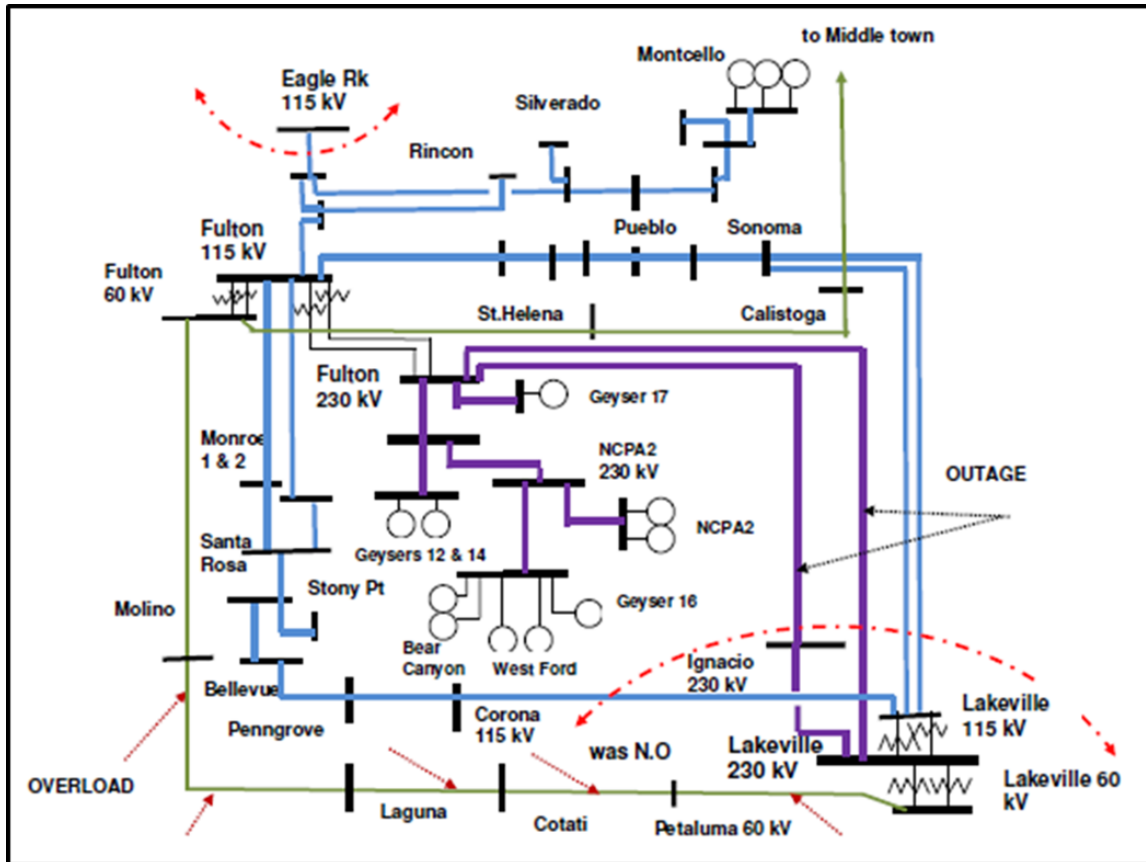 to Middle town
Montcello
Eagle Rk
115 kV
Silverado
Rincon
Fulton
115 kV
Pueblo
Sonoma
Fulton
60 kV
St.Helena
Calistoga
Fulton
230 kV
Geyser 17
Monroe
1 & 2
NCPA2
230 kV
OUTAGE
NCPA2
Geysers 12 & 14
Santa
Rosa
Stony Pt
Molino
Geyser 16
Bear
Canyon
West Ford
Ignacio
230 kV
Bellevue
Penngrove
Corona
115 kV
Lakeville
115 kV
was N.O
Lakeville
230 kV
Lakeville 60
kV
OVERLOAD
Laguna
Cotati
Petaluma 60 kV